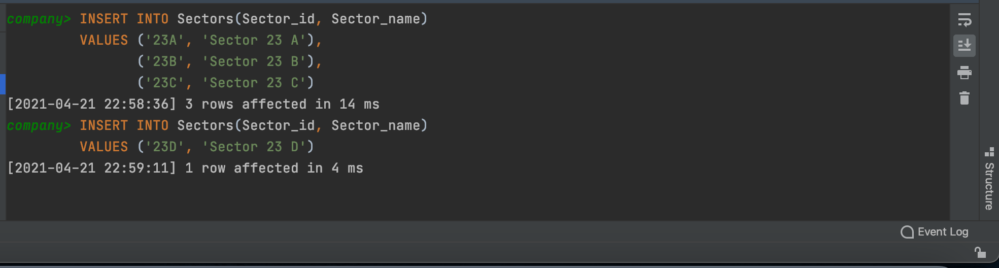 company> INSERT INTO Sectors(Sector_id, Sector_name)
VALUES ('23A', 'Sector 23 A'),
('23B', 'Sector 23 B'),
('23C', 'Sector 23 C')
[2021-04-21 22:58:36] 3 rows affected in 14 ms
company> INSERT INTO Sectors(Sector_id, Sector_name)
VALUES ('23D', 'Sector 23 D')
[2021-04-21 22:59:11] 1 row affected in 4 ms
Structure
Event Log